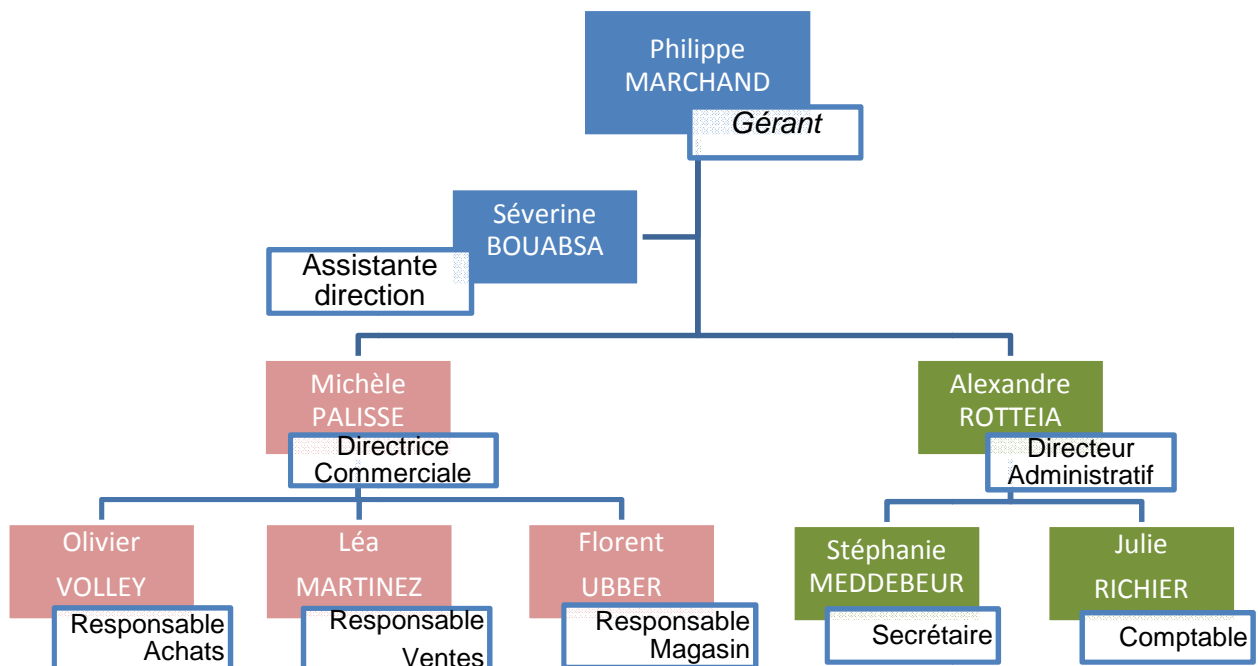 Philippe
MARCHAND
Gérant
Séverine
BOUABSA
Assistante
direction
Michèle
PALISSE
Directrice
Commerciale
Alexandre
ROTTEIA
Directeur
Administratif
Olivier
VOLLEY
Responsable
Achats
Léa
MARTINEZ
Responsable
Ventes
Florent
UBBER
Responsable
Magasin
Stéphanie
MEDDEBEUR
Secrétaire
Julie
RICHIER
Comptable